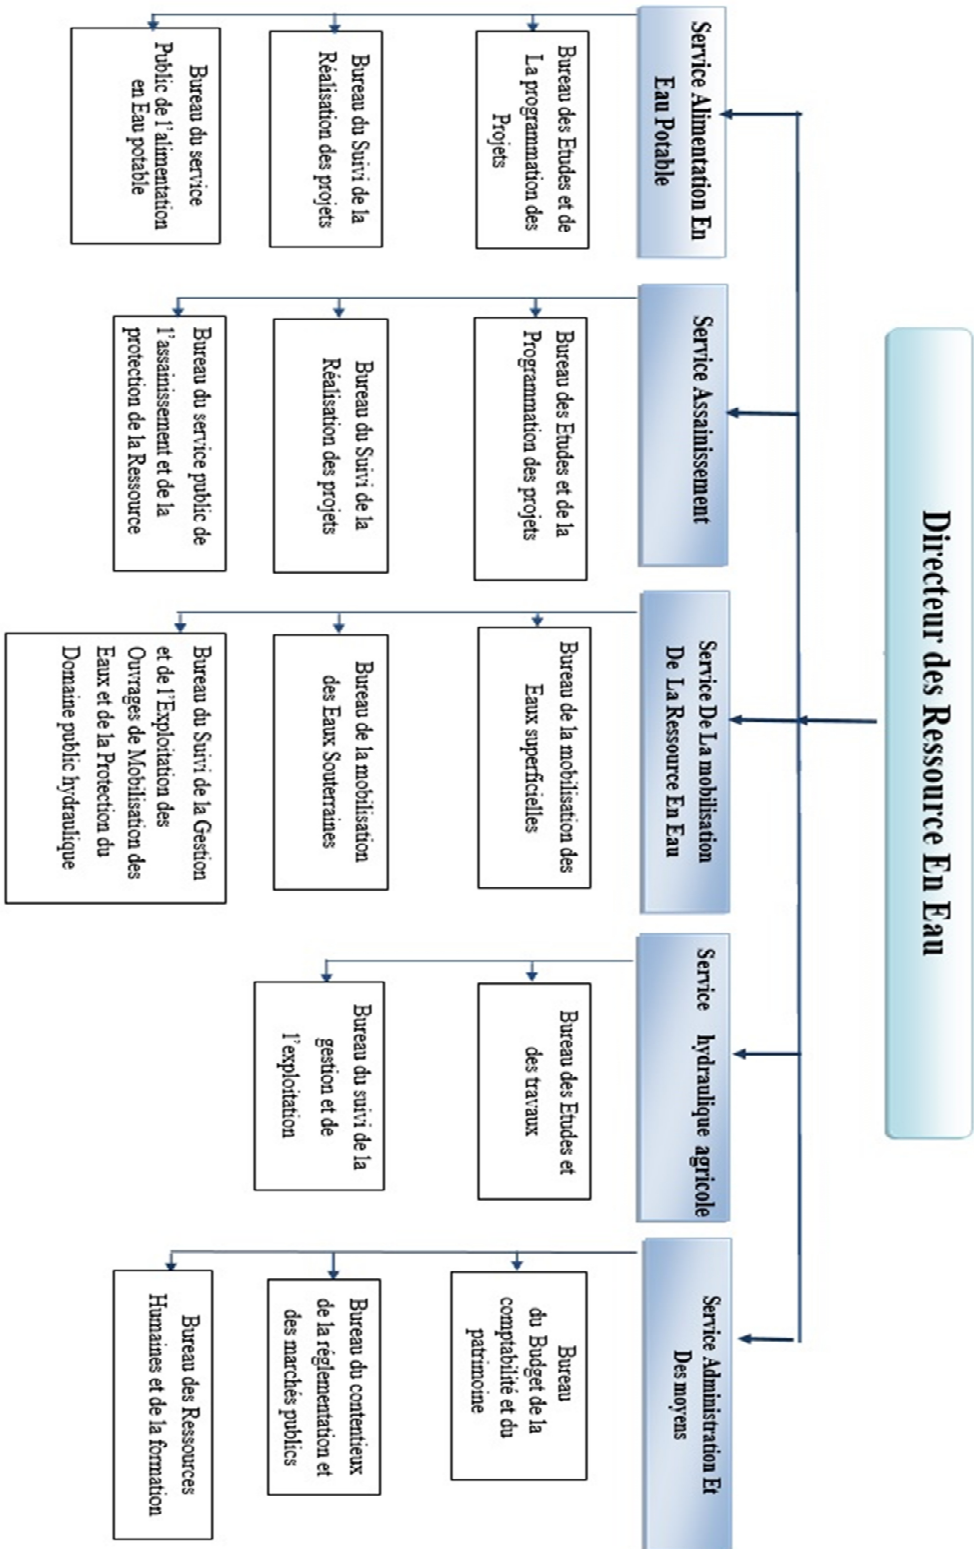 Directeur des Ressource En Eau
Service Alimentation En
Eau Potable
Bureau des Etudes et de
La programmation des
Projets
Bureau du Suivi de la
Réalisation des projets
Bureau du service
Public de l'alimentation
en Eau potable
Service Assainissement
Bureau des Etudes et de la
Programmation des projets
Bureau du Suivi de la
Réalisation des projets
Bureau du service public de
l'assainissement et de la
protection de la Ressource
Service De La mobilisation
De La Ressource En Eau
Bureau de la mobilisation des
Eaux superficielles
Bureau de la mobilisation
des Eaux Souterraines
Bureau du Suivi de la Gestion
et de l'Exploitation des
Ouvrages de Mobilisation des
Eaux et de la Protection du
Domaine public hydraulique
Service hydraulique agricole
Bureau des Etudes et
des travaux
Bureau du suivi de la
gestion et de
l'exploitation
Service Administration Et
Des moyens
Bureau
du Budget de la
comptabilité et du
patrimoine
Bureau du contentieux
de la réglementation et
des marchés publics
Bureau des Ressources
Humaines et de la formation